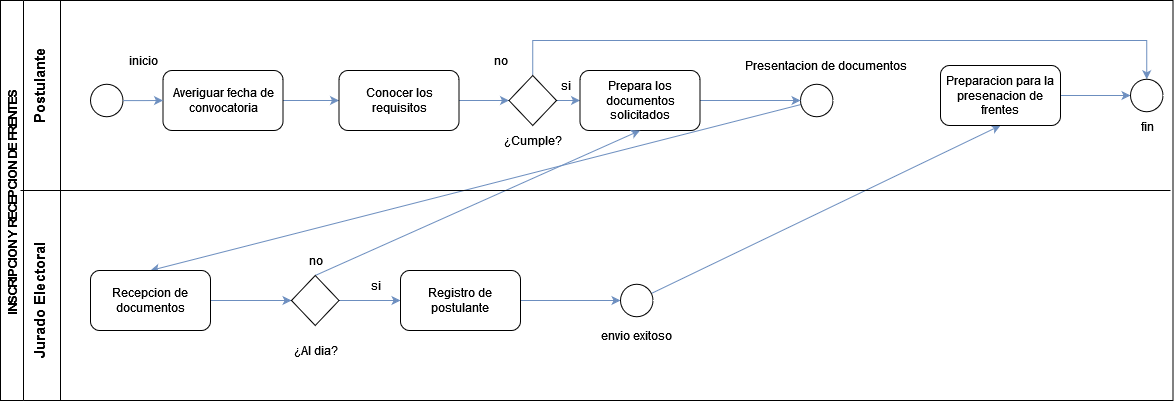 INSCRIPCION Y RECEPCION DE FRENTES
Postulante
inicio
Averiguar fecha de
convocatoria
Conocer los
requisitos
no
¿Cumple?
si
Prepara los
documentos
solicitados
Presentacion de documentos
Preparacion para la
presenacion de
frentes
fin
Jurado Electoral
Recepcion de
documentos
no
¿Al dia?
si
Registro de
postulante
envio exitoso